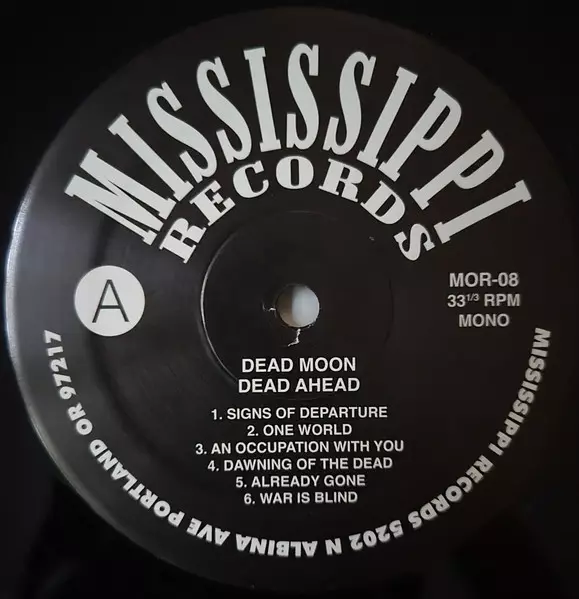 MISSISSIPPI
RECORDS
A
MOR-08
33 1/3 RPM
MONO
DEAD MOON
DEAD AHEAD
1. SIGNS OF DEPARTURE
2. ONE WORLD
3. AN OCCUPATION WITH YOU
4. DAWNING OF THE DEAD
5. ALREADY GONE
6. WAR IS BLIND
MISSISSIPPI RECORDS 5202 N ALBINA AVE PORTLAND OR 97217